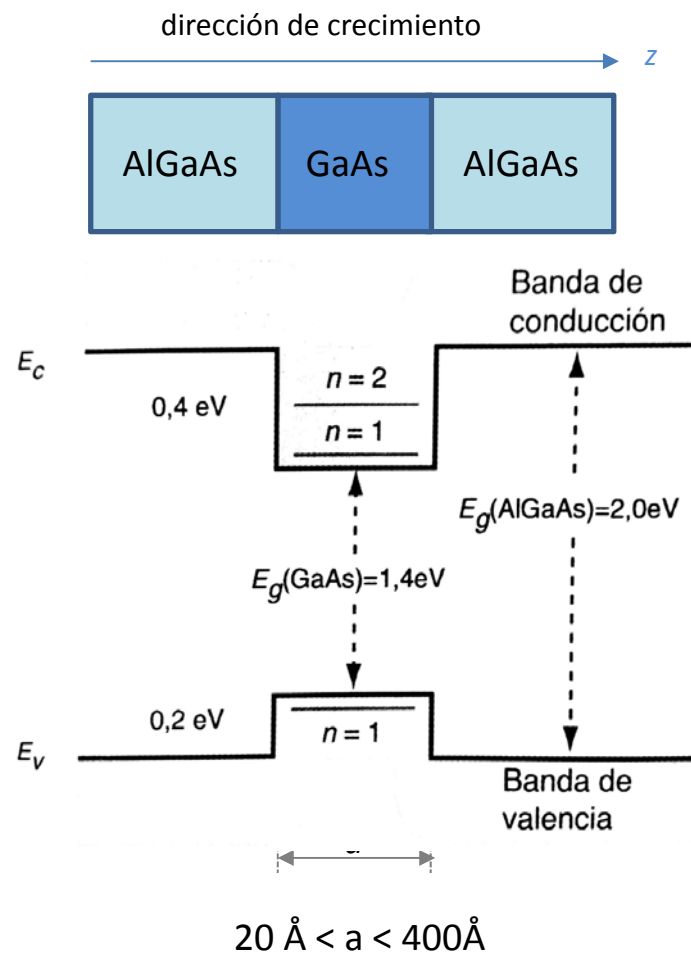 dirección de crecimiento
z
AlGaAs GaAs AlGaAs
Banda de
conducción
E_c
n = 2
0,4 eV
n = 1
E_g(AlGaAs)=2,0eV
E_g(GaAs)=1,4eV
0,2 eV
n = 1
E_v
Banda de
valencia
20 Å < a < 400Å